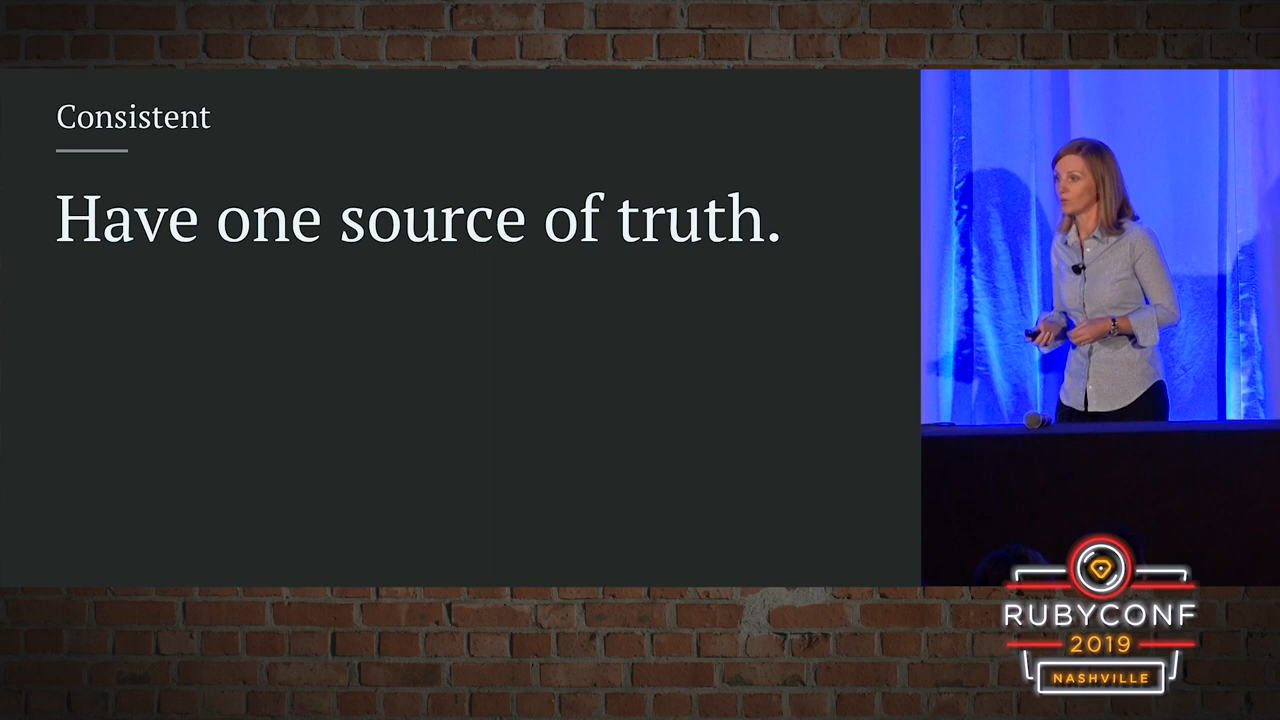 Consistent
Have one source of truth.
RUBYCONF
2019
NASHVILLE